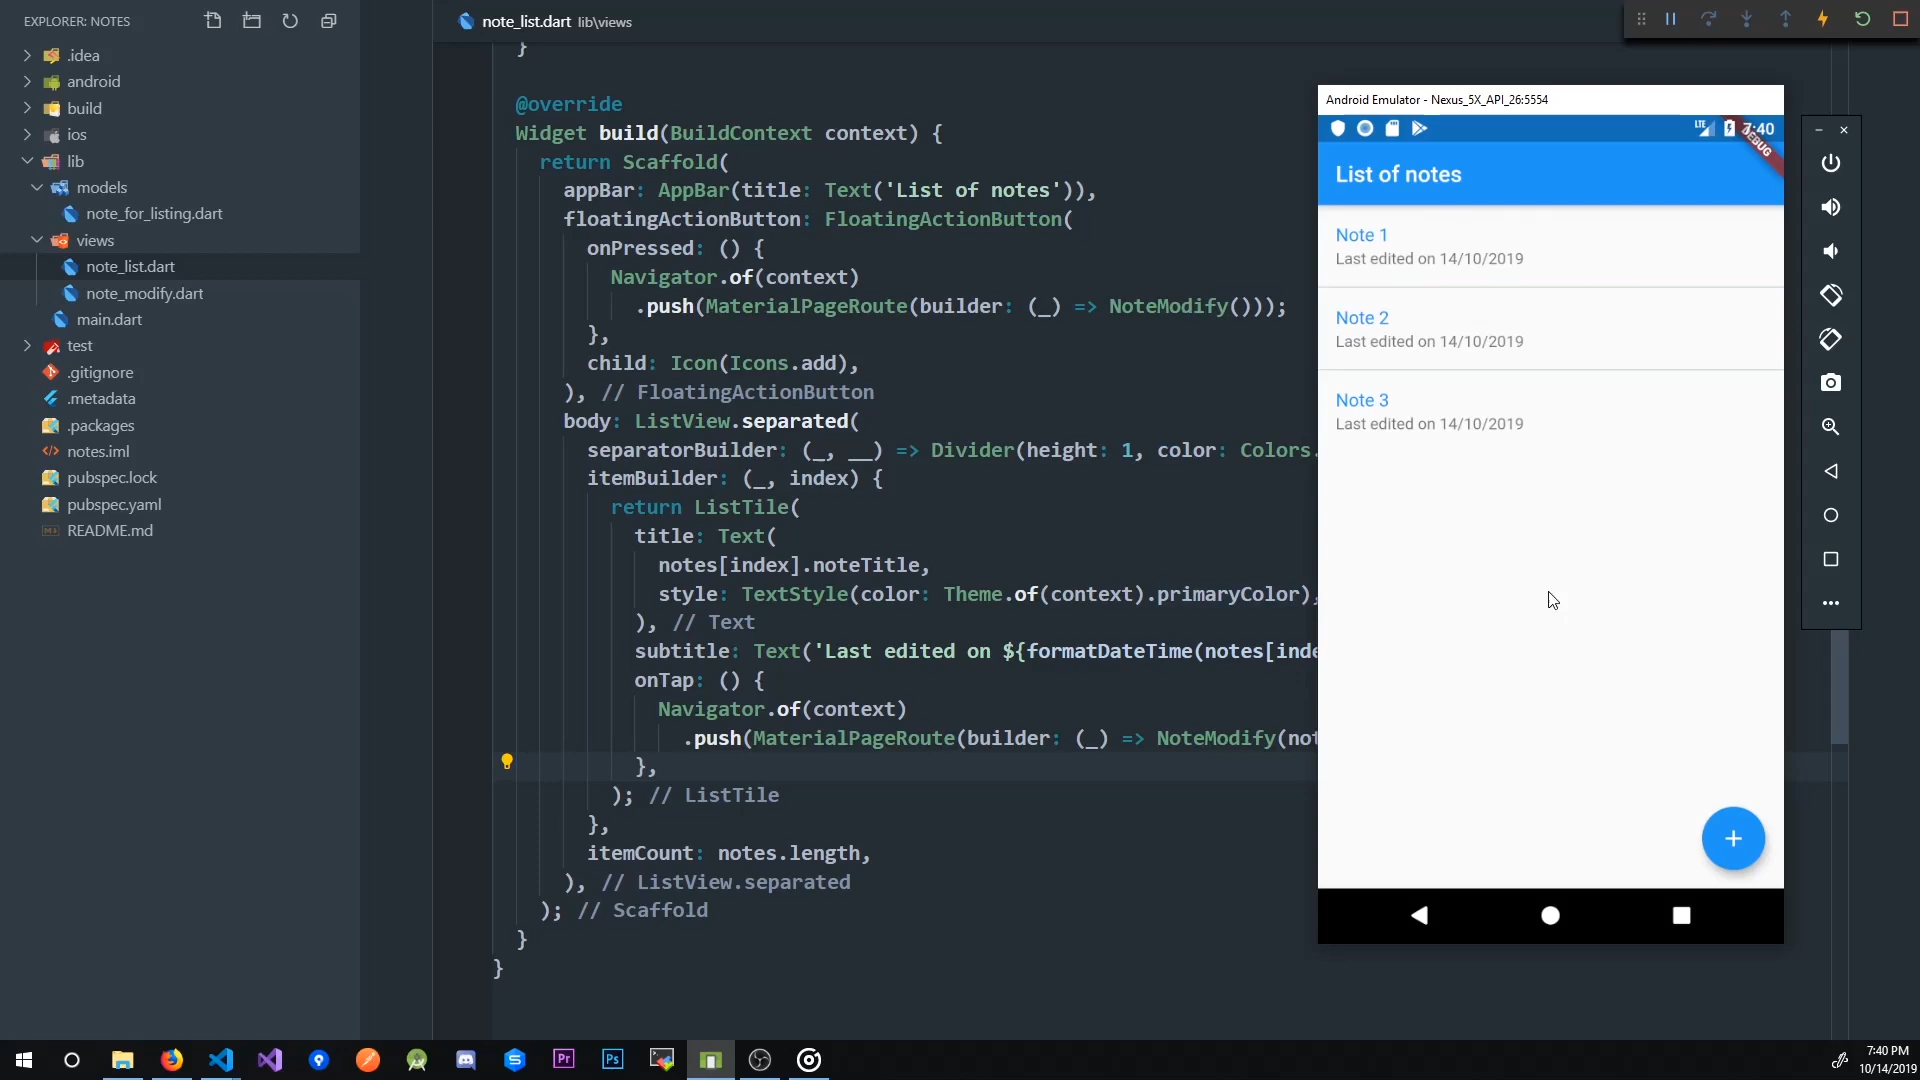 EXPLORER: NOTES
.idea
android
build
ios
lib
models
note_for_listing.dart
views
note_list.dart
note_modify.dart
main.dart
test
.gitignore
.metadata
.packages
notes.iml
pubspec.lock
pubspec.yaml
README.md
note_list.dart lib\views
}
@override
Widget build(BuildContext context) {
return Scaffold(
appBar: AppBar(title: Text('List of notes')),
floatingActionButton: FloatingActionButton(
onPressed: () {
Navigator.of(context)
.push(MaterialPageRoute(builder: (_) => NoteModify()));
},
child: Icon(Icons.add),
), // FloatingActionButton
body: ListView.separated(
separatorBuilder: (_, __) => Divider(height: 1, color: Colors.
itemBuilder: (_, index) {
return ListTile(
title: Text(
notes[index].noteTitle,
style: TextStyle(color: Theme.of(context).primaryColor),
), // Text
subtitle: Text('Last edited on ${formatDateTime(notes[inde
onTap: () {
Navigator.of(context)
.push(MaterialPageRoute(builder: (_) => NoteModify(not
},
); // ListTile
},
itemCount: notes.length,
), // ListView.separated
); // Scaffold
}
}
Android Emulator - Nexus_5X_API_26:5554
LTE 7:40
DEBUG
List of notes
Note 1
Last edited on 14/10/2019
Note 2
Last edited on 14/10/2019
Note 3
Last edited on 14/10/2019
Pr
Ps
7:40 PM
10/14/2019